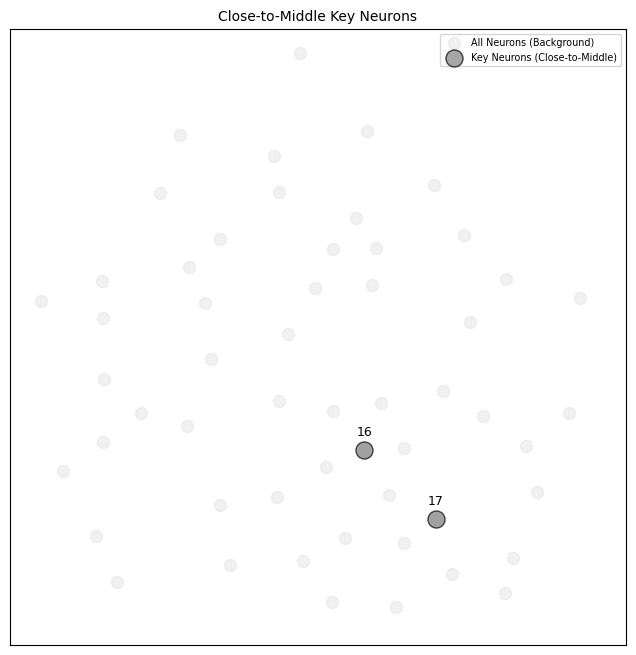 Close-to-Middle Key Neurons
All Neurons (Background)
Key Neurons (Close-to-Middle)
16
17